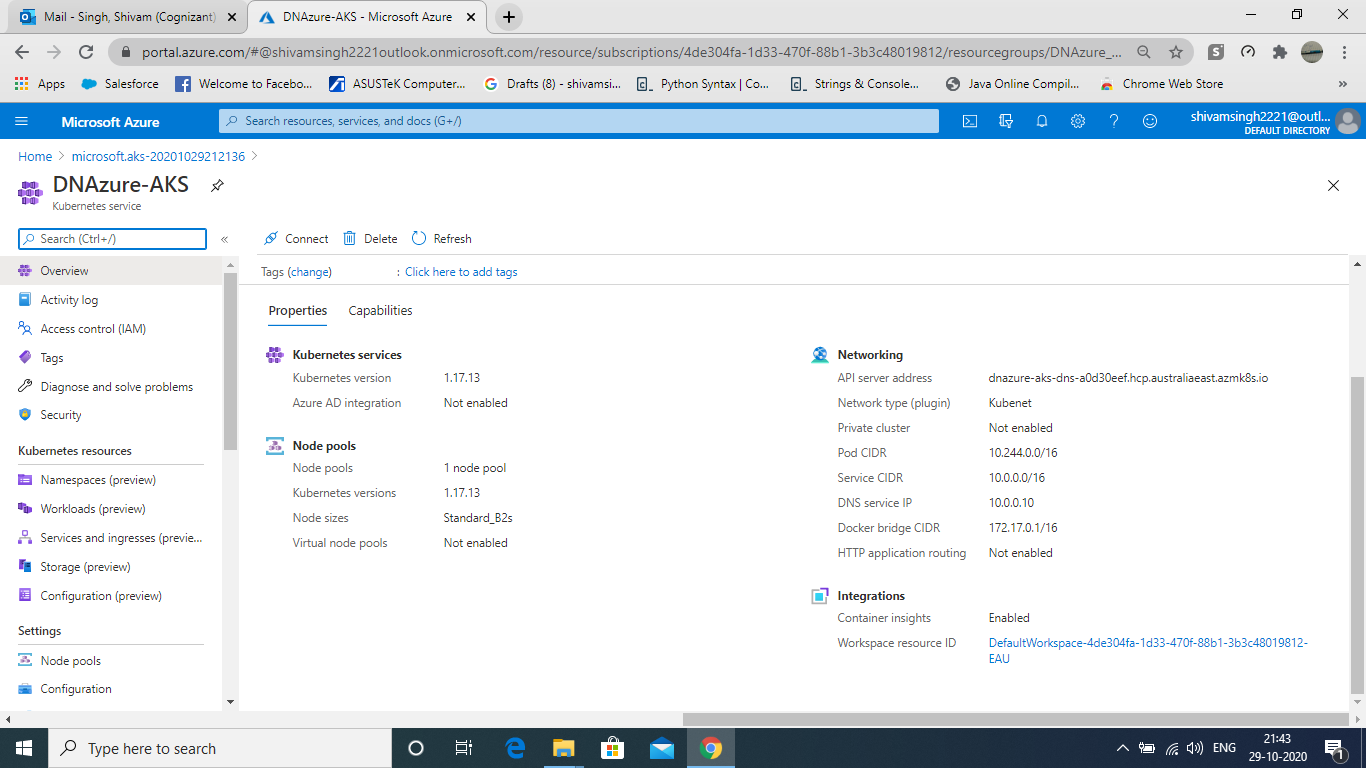 Mail - Singh, Shivam (Cognizant)
DNAzure-AKS - Microsoft Azure
portal.azure.com/#@shivamsingh2221outlook.onmicrosoft.com/resource/subscriptions/4de304fa-1d33-470f-88b1-3b3c48019812/resourcegroups/DNAzure_...
Apps
Salesforce
Welcome to Facebo...
ASUSTeK Computer...
Drafts (8) - shivamsi...
Python Syntax | Co...
Strings & Console...
Java Online Compil...
Chrome Web Store
Microsoft Azure
Search resources, services, and docs (G+/)
shivamsingh2221@outl...
DEFAULT DIRECTORY
Home > microsoft.aks-20201029212136 >
DNAzure-AKS
Kubernetes service
Search (Ctrl+/)
«
Connect
Delete
Refresh
Overview
Activity log
Access control (IAM)
Tags
Diagnose and solve problems
Security
Kubernetes resources
Namespaces (preview)
Workloads (preview)
Services and ingresses (previe...
Storage (preview)
Configuration (preview)
Settings
Node pools
Configuration
Tags (change) : Click here to add tags
Properties
Capabilities
Kubernetes services
Kubernetes version 1.17.13
Azure AD integration Not enabled
Node pools
Node pools 1 node pool
Kubernetes versions 1.17.13
Node sizes Standard_B2s
Virtual node pools Not enabled
Networking
API server address dnazure-aks-dns-a0d30eef.hcp.australiaeast.azmk8s.io
Network type (plugin) Kubenet
Private cluster Not enabled
Pod CIDR 10.244.0.0/16
Service CIDR 10.0.0.0/16
DNS service IP 10.0.0.10
Docker bridge CIDR 172.17.0.1/16
HTTP application routing Not enabled
Integrations
Container insights Enabled
Workspace resource ID DefaultWorkspace-4de304fa-1d33-470f-88b1-3b3c48019812-
EAU
Type here to search
ENG
21:43
29-10-2020
1